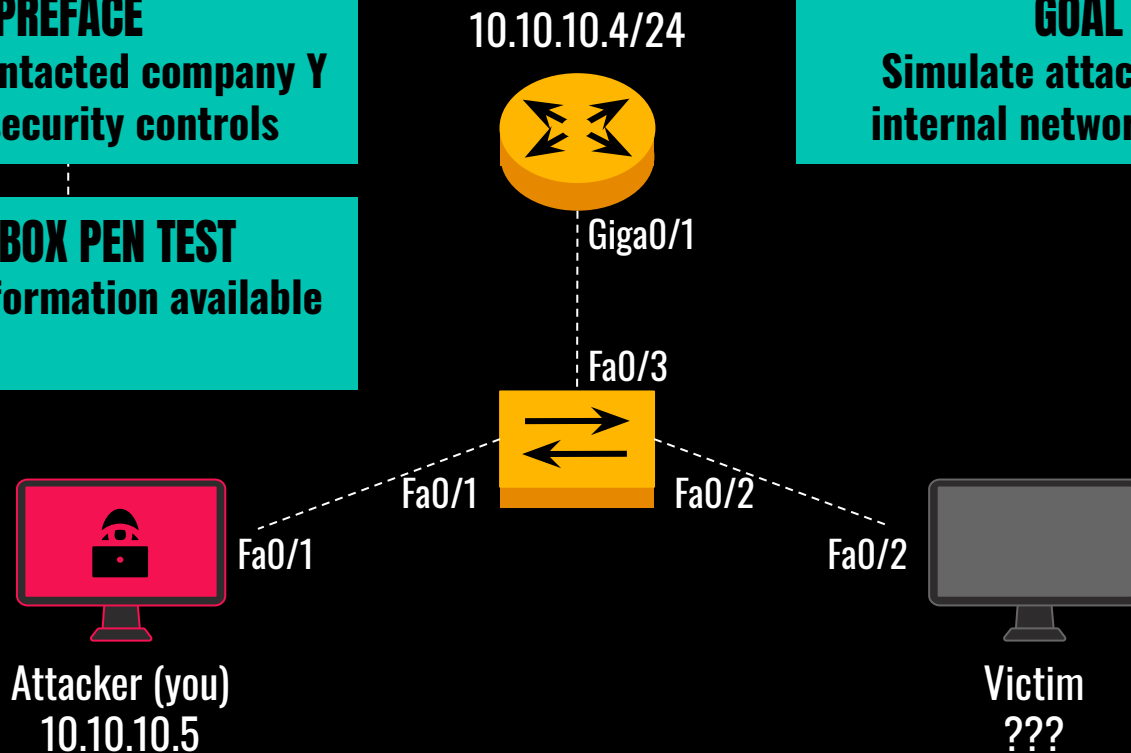 PREFACE
ntacted company Y
security controls
BOX PEN TEST
formation available
10.10.10.4/24
GOAL
Simulate attac
internal networ
Giga0/1
Fa0/3
Fa0/1
Fa0/2
Fa0/1
Fa0/2
Attacker (you)
10.10.10.5
Victim
???